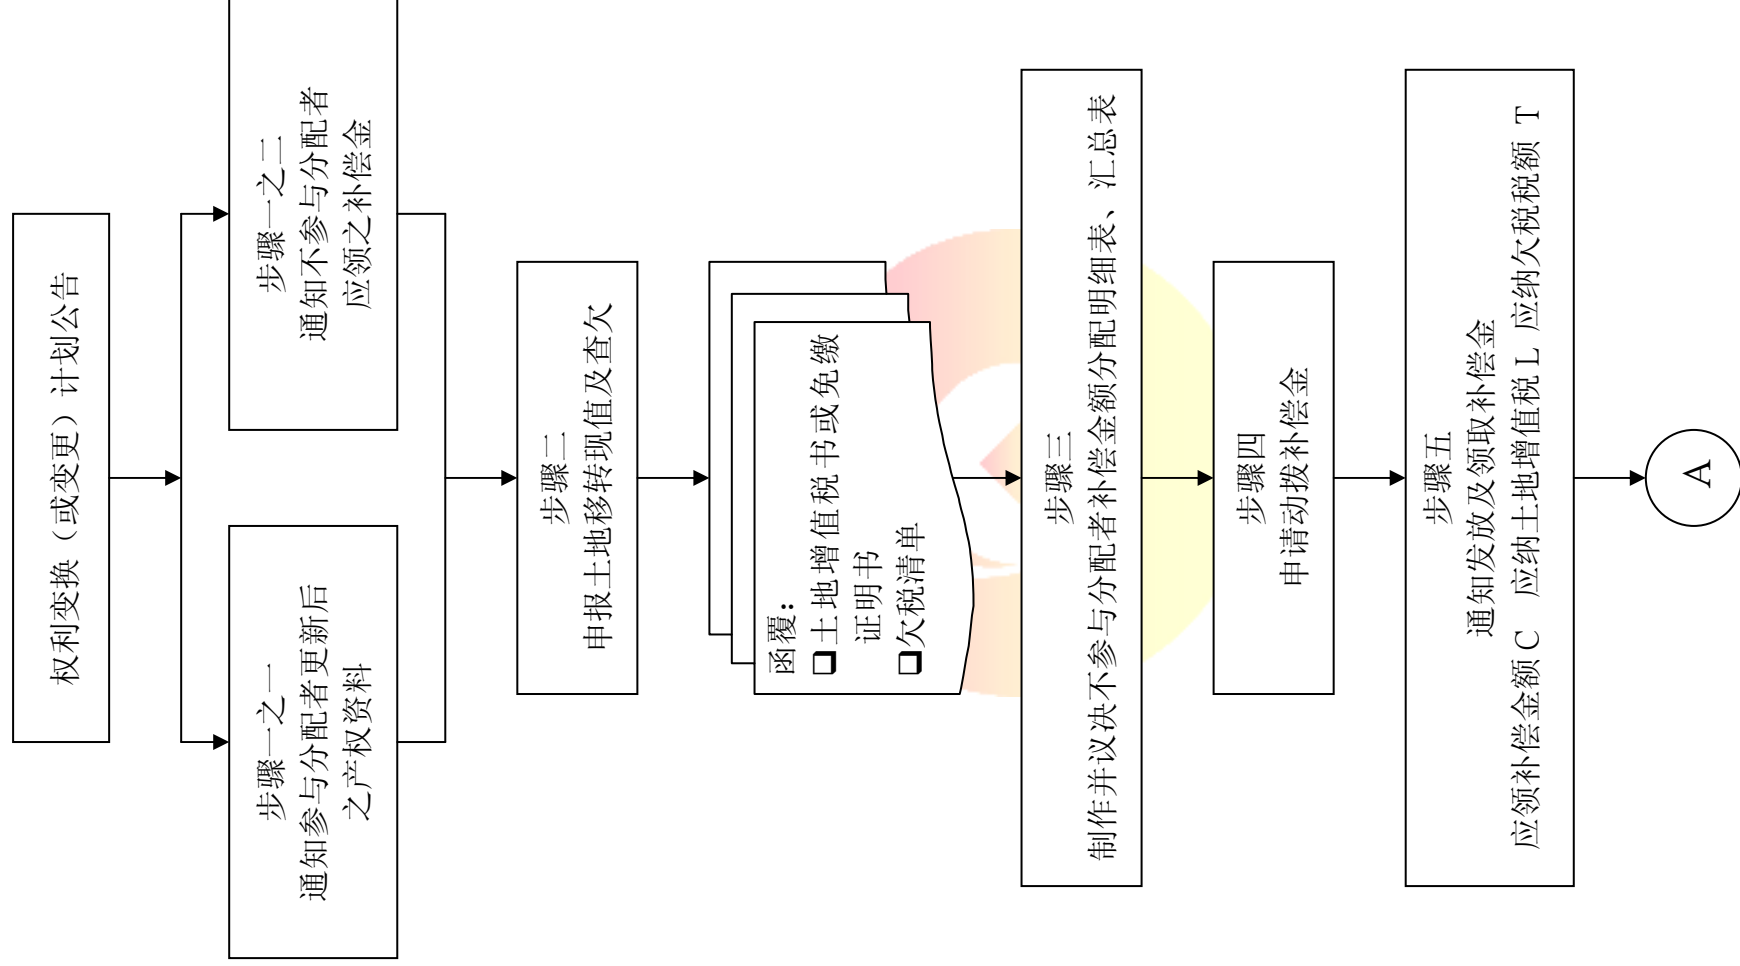 权利变换（或变更）计划公告
步骤一之一
通知参与分配者更新后
之产权资料
步骤一之二
通知不参与分配者
应领之补偿金
步骤二
申报土地移转现值及查欠
函覆：
❑土地增值税书或免缴
证明书
❑欠税清单
步骤三
制作并议决不参与分配者补偿金额分配明细表、汇总表
步骤四
申请动拨补偿金
步骤五
通知发放及领取补偿金
应领补偿金额 C 应纳土地增值税 L 应纳欠税税额 T
A